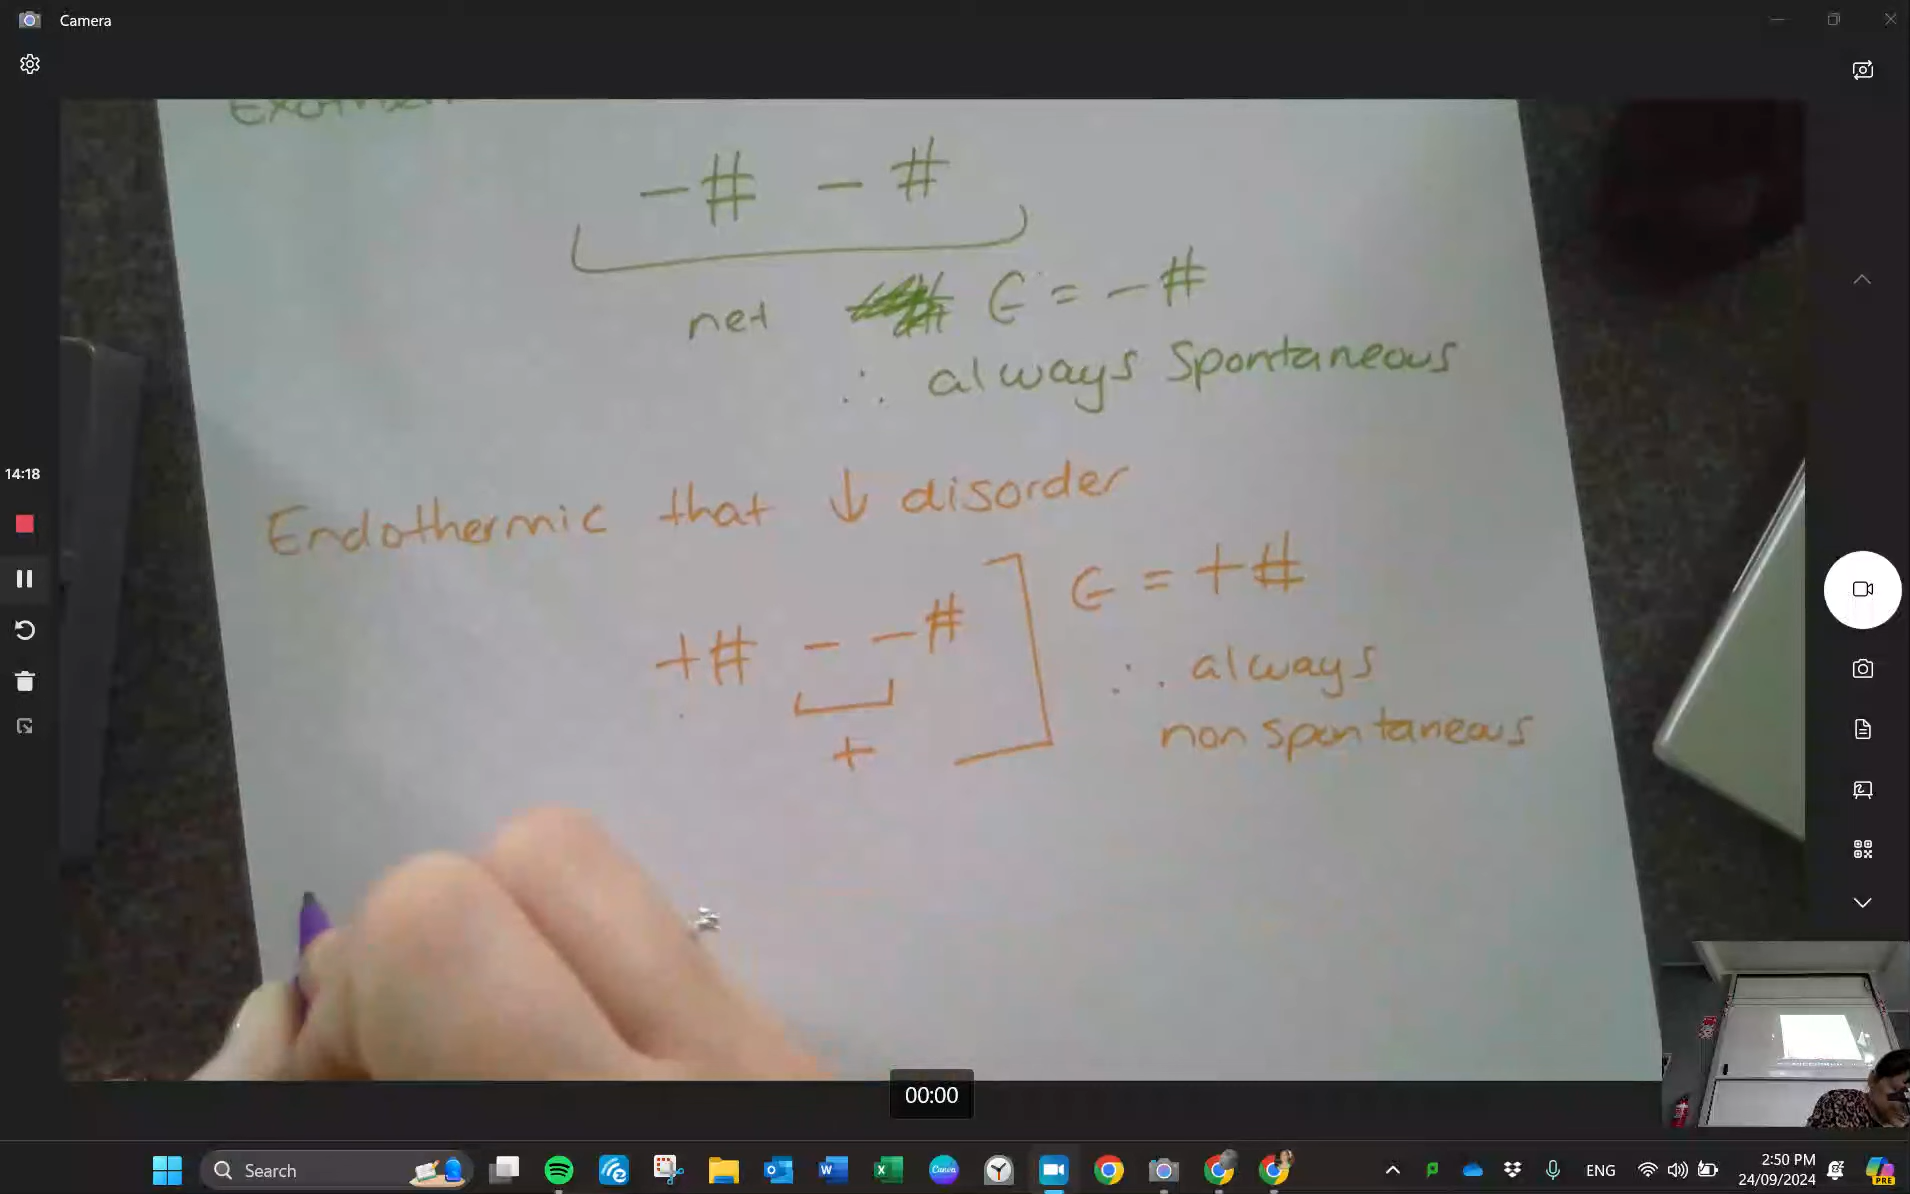 Camera
-# - #
net G = -#
∴ always Spontaneous
Endothermic that ↓ disorder
+# - -# G = +#
+
∴ always
non spontaneous
14:18
00:00
Search
ENG
2:50 PM
24/09/2024
PRE